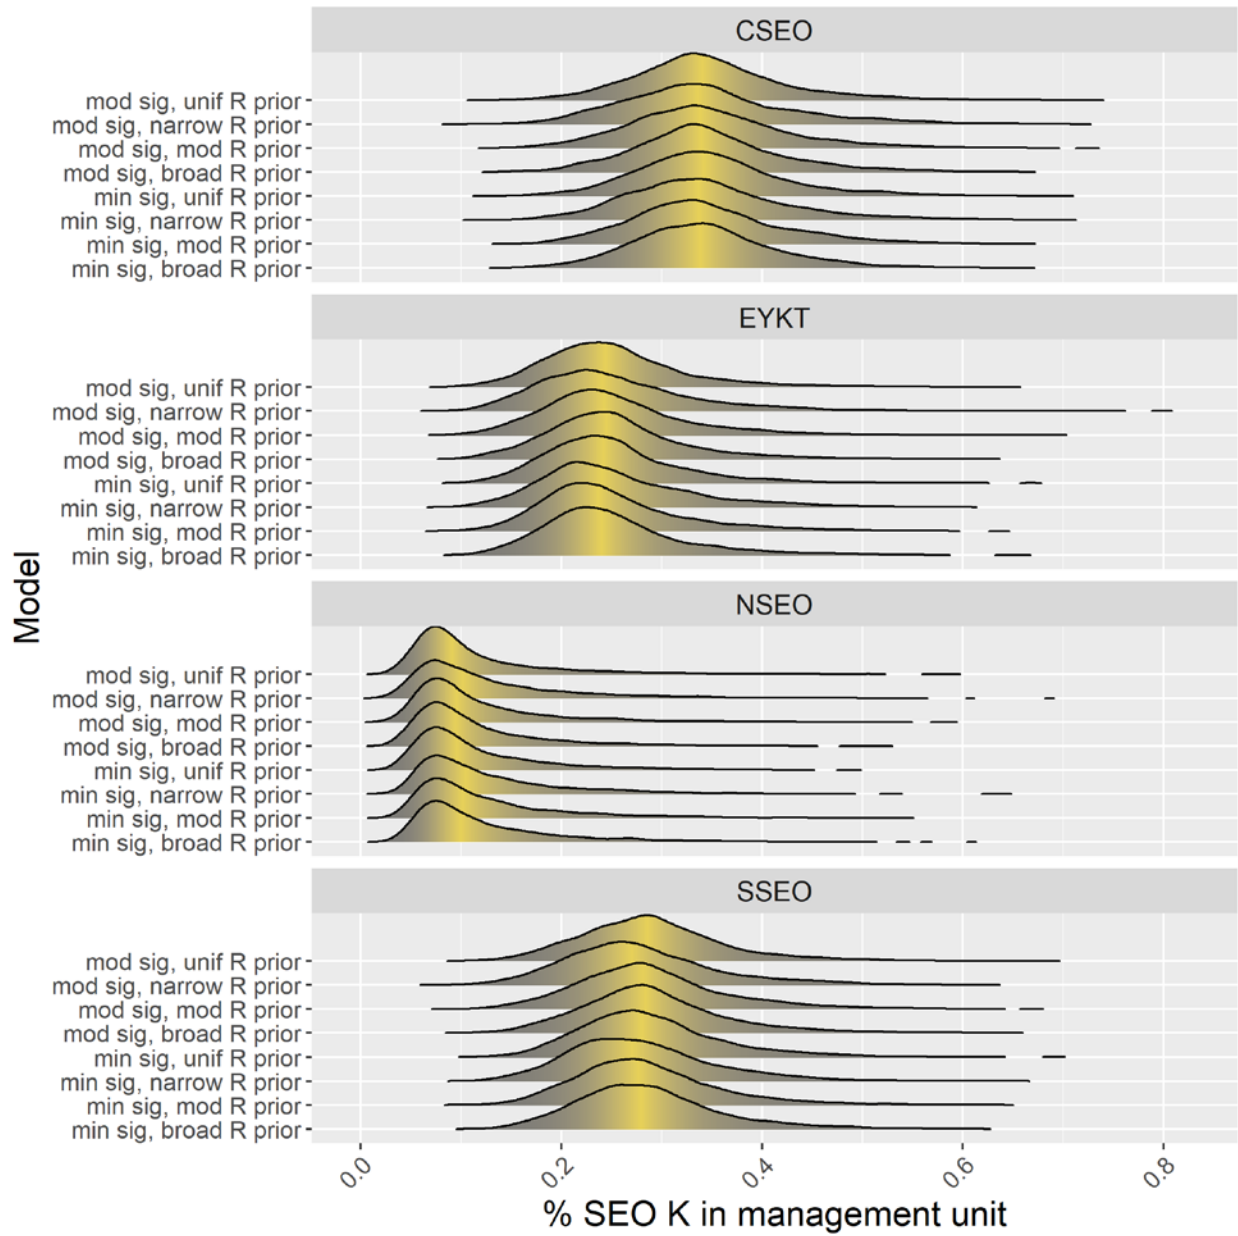 CSEO
mod sig, unif R prior
mod sig, narrow R prior
mod sig, mod R prior
mod sig, broad R prior
min sig, unif R prior
min sig, narrow R prior
min sig, mod R prior
min sig, broad R prior
EYKT
mod sig, unif R prior
mod sig, narrow R prior
mod sig, mod R prior
mod sig, broad R prior
min sig, unif R prior
min sig, narrow R prior
min sig, mod R prior
min sig, broad R prior
Model
NSEO
mod sig, unif R prior
mod sig, narrow R prior
mod sig, mod R prior
mod sig, broad R prior
min sig, unif R prior
min sig, narrow R prior
min sig, mod R prior
min sig, broad R prior
SSEO
mod sig, unif R prior
mod sig, narrow R prior
mod sig, mod R prior
mod sig, broad R prior
min sig, unif R prior
min sig, narrow R prior
min sig, mod R prior
min sig, broad R prior
0.0 0.2 0.4 0.6 0.8
% SEO K in management unit